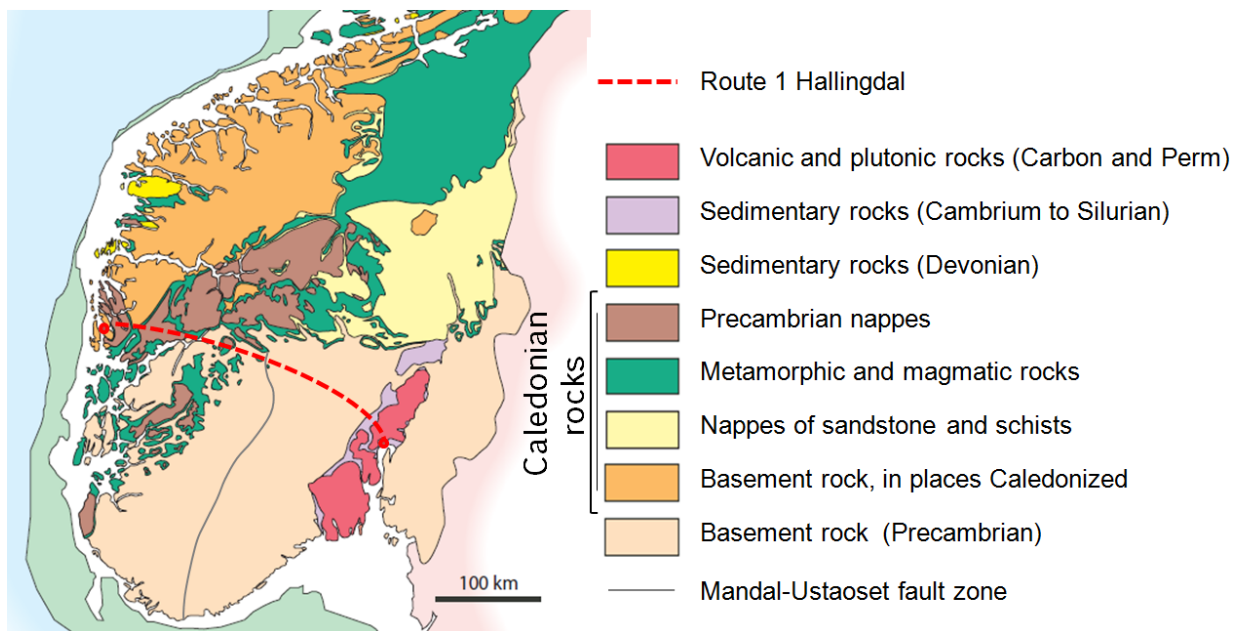 Route 1 Hallingdal
Volcanic and plutonic rocks (Carbon and Perm)
Sedimentary rocks (Cambrium to Silurian)
Sedimentary rocks (Devonian)
Caledonian
rocks
Precambrian nappes
Metamorphic and magmatic rocks
Nappes of sandstone and schists
Basement rock, in places Caledonized
Basement rock (Precambrian)
Mandal-Ustaoset fault zone
100 km